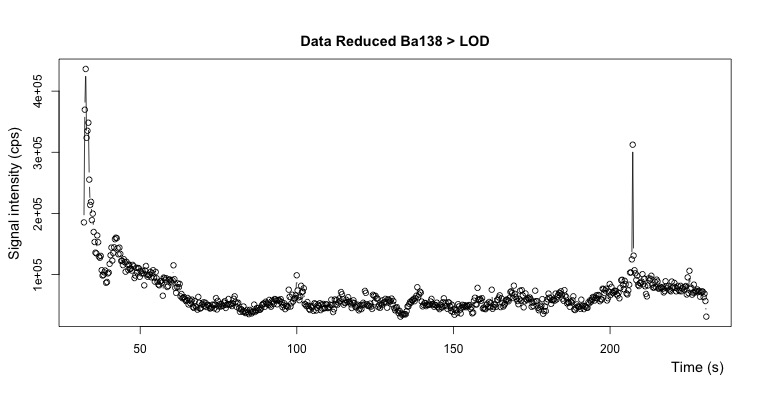 Data Reduced Ba138 > LOD
Signal intensity (cps)
4e+05
3e+05
2e+05
1e+05
50 100 150 200
Time (s)